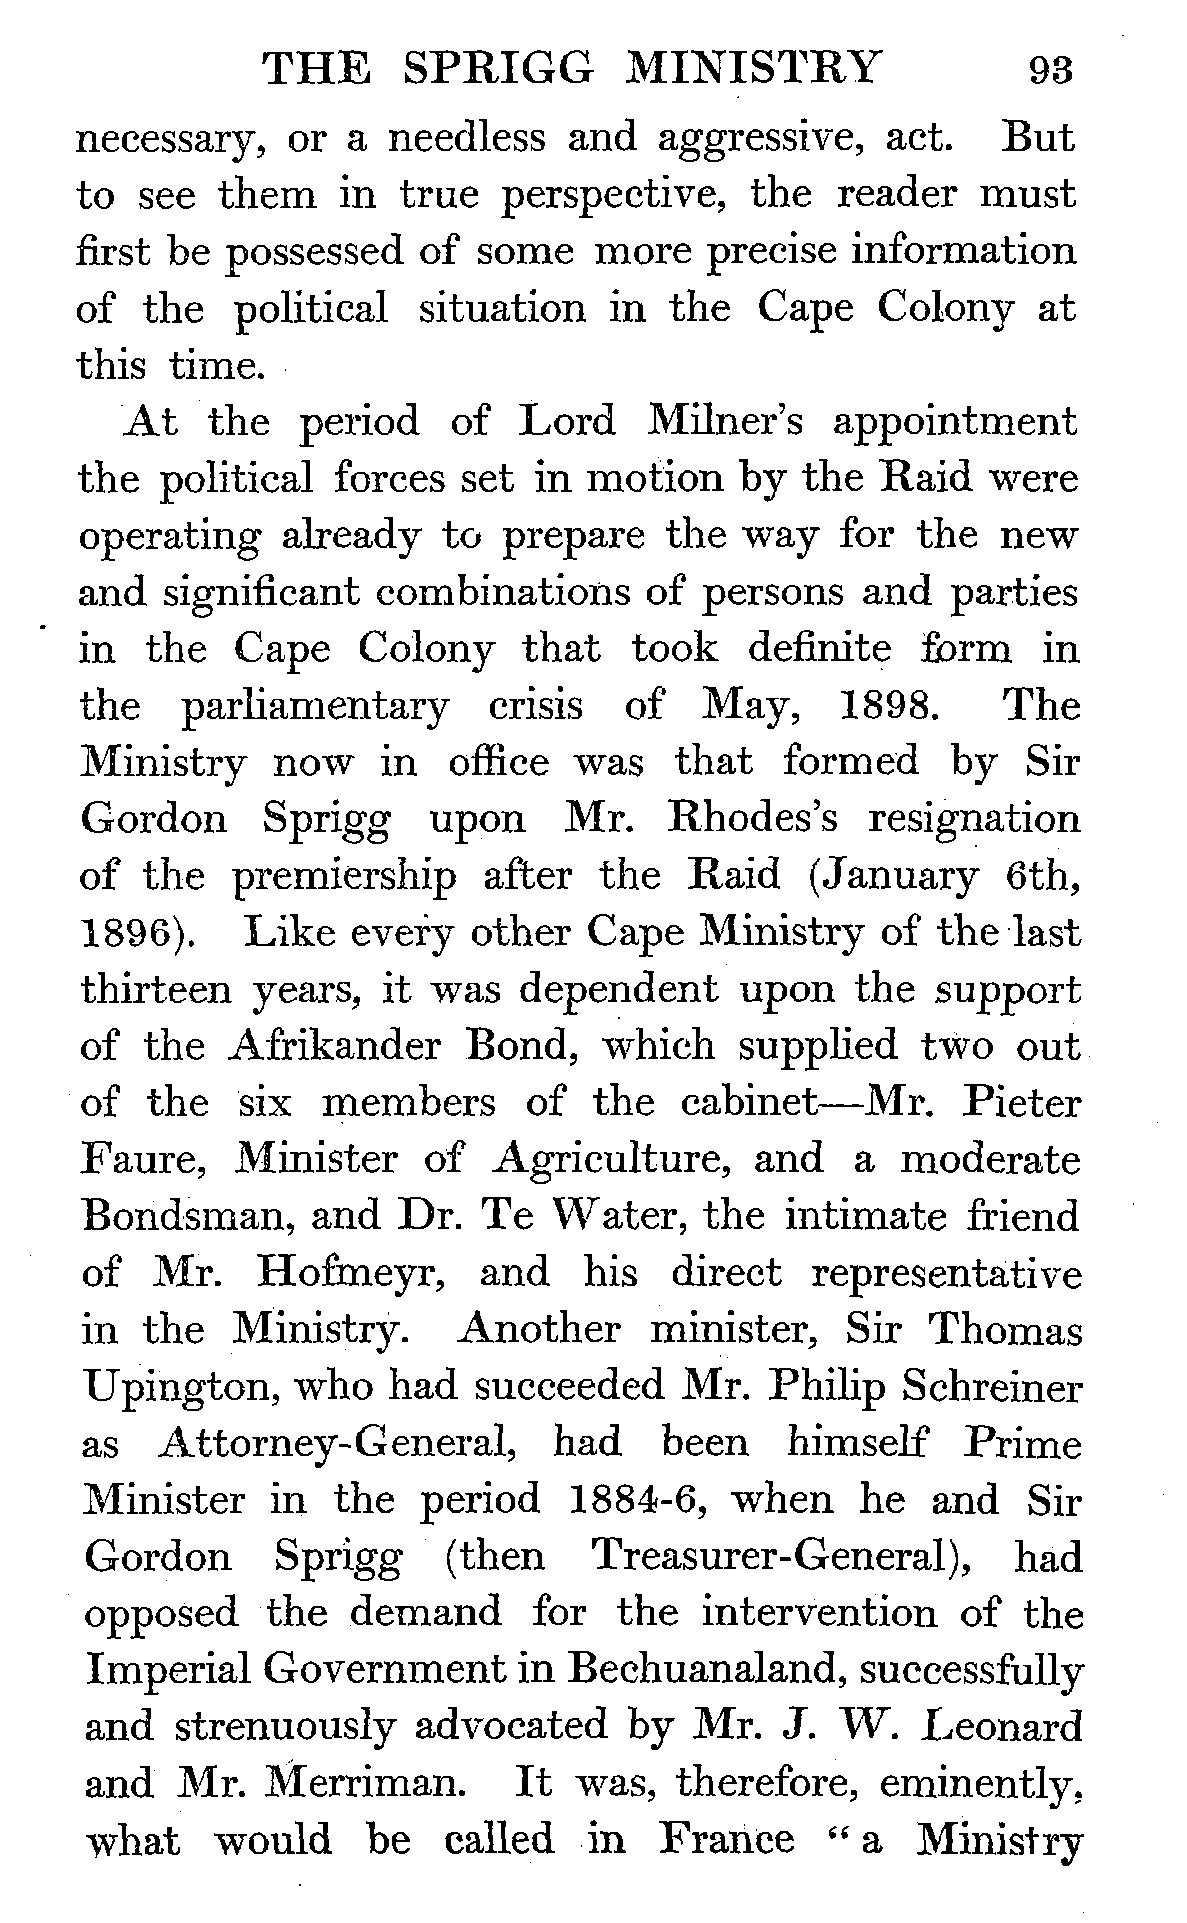 THE SPRIGG MINISTRY 93
necessary, or a needless and aggressive, act. But
to see them in true perspective, the reader must
first be possessed of some more precise information
of the political situation in the Cape Colony at
this time.
At the period of Lord Milner's appointment
the political forces set in motion by the Raid were
operating already to prepare the way for the new
and significant combinations of persons and parties
in the Cape Colony that took definite form in
the parliamentary crisis of May, 1898. The
Ministry now in office was that formed by Sir
Gordon Sprigg upon Mr. Rhodes's resignation
of the premiership after the Raid (January 6th,
1896). Like every other Cape Ministry of the last
thirteen years, it was dependent upon the support
of the Afrikander Bond, which supplied two out
of the six members of the cabinet—Mr. Pieter
Faure, Minister of Agriculture, and a moderate
Bondsman, and Dr. Te Water, the intimate friend
of Mr. Hofmeyr, and his direct representative
in the Ministry. Another minister, Sir Thomas
Upington, who had succeeded Mr. Philip Schreiner
as Attorney-General, had been himself Prime
Minister in the period 1884-6, when he and Sir
Gordon Sprigg (then Treasurer-General), had
opposed the demand for the intervention of the
Imperial Government in Bechuanaland, successfully
and strenuously advocated by Mr. J. W. Leonard
and Mr. Merriman. It was, therefore, eminently,
what would be called in France “ a Ministry